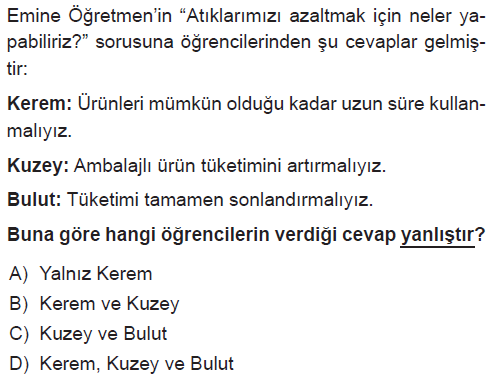 Emine Öğretmen’in “Atıklarımızı azaltmak için neler ya-
pabiliriz?” sorusuna öğrencilerinden şu cevaplar gelmiş-
tir:
Kerem: Ürünleri mümkün olduğu kadar uzun süre kullan-
malıyız.
Kuzey: Ambalajlı ürün tüketimini artırmalıyız.
Bulut: Tüketimi tamamen sonlandırmalıyız.
Buna göre hangi öğrencilerin verdiği cevap yanlıştır?
A) Yalnız Kerem
B) Kerem ve Kuzey
C) Kuzey ve Bulut
D) Kerem, Kuzey ve Bulut